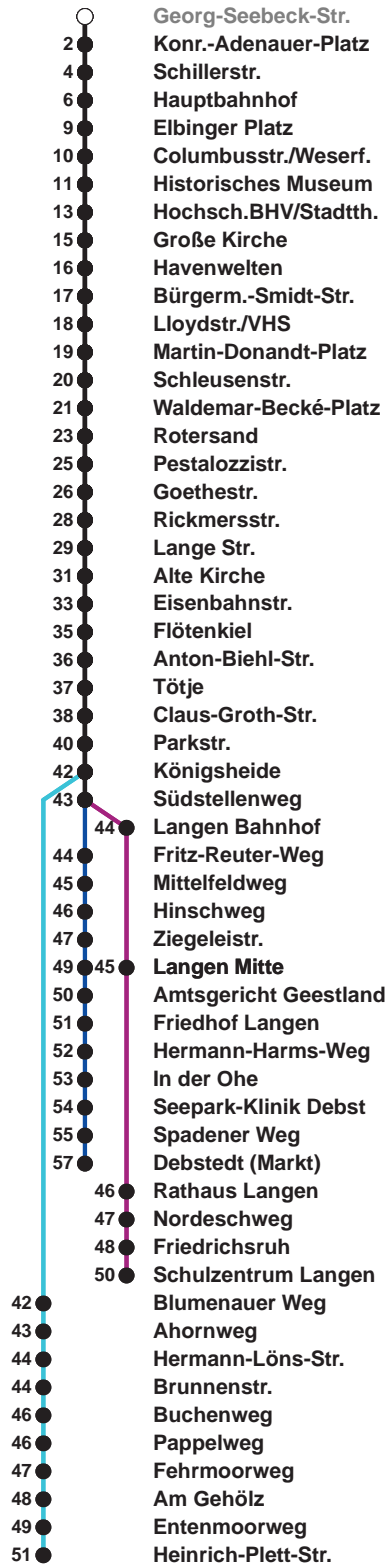 Georg-Seebeck-Str.
2 Konr.-Adenauer-Platz
4 Schillerstr.
6 Hauptbahnhof
9 Elbinger Platz
10 Columbusstr./Weserf.
11 Historisches Museum
13 Hochsch.BHV/Stadtth.
15 Große Kirche
16 Havenwelten
17 Bürgerm.-Smidt-Str.
18 Lloydstr./VHS
19 Martin-Donandt-Platz
20 Schleusenstr.
21 Waldemar-Becké-Platz
23 Rotersand
25 Pestalozzistr.
26 Goethestr.
28 Rickmersstr.
29 Lange Str.
31 Alte Kirche
33 Eisenbahnstr.
35 Flötenkiel
36 Anton-Biehl-Str.
37 Tötje
38 Claus-Groth-Str.
40 Parkstr.
42 Königsheide
43 Südstellenweg
44 Langen Bahnhof
44 Fritz-Reuter-Weg
45 Mittelfeldweg
46 Hinschweg
47 Ziegeleistr.
49 45 Langen Mitte
50 Amtsgericht Geestland
51 Friedhof Langen
52 Hermann-Harms-Weg
53 In der Ohe
54 Seepark-Klinik Debst
55 Spadener Weg
57 Debstedt (Markt)
46 Rathaus Langen
47 Nordeschweg
48 Friedrichsruh
50 Schulzentrum Langen
42 Blumenauer Weg
43 Ahornweg
44 Hermann-Löns-Str.
44 Brunnenstr.
46 Buchenweg
46 Pappelweg
47 Fehrmoorweg
48 Am Gehölz
49 Entenmoorweg
51 Heinrich-Plett-Str.